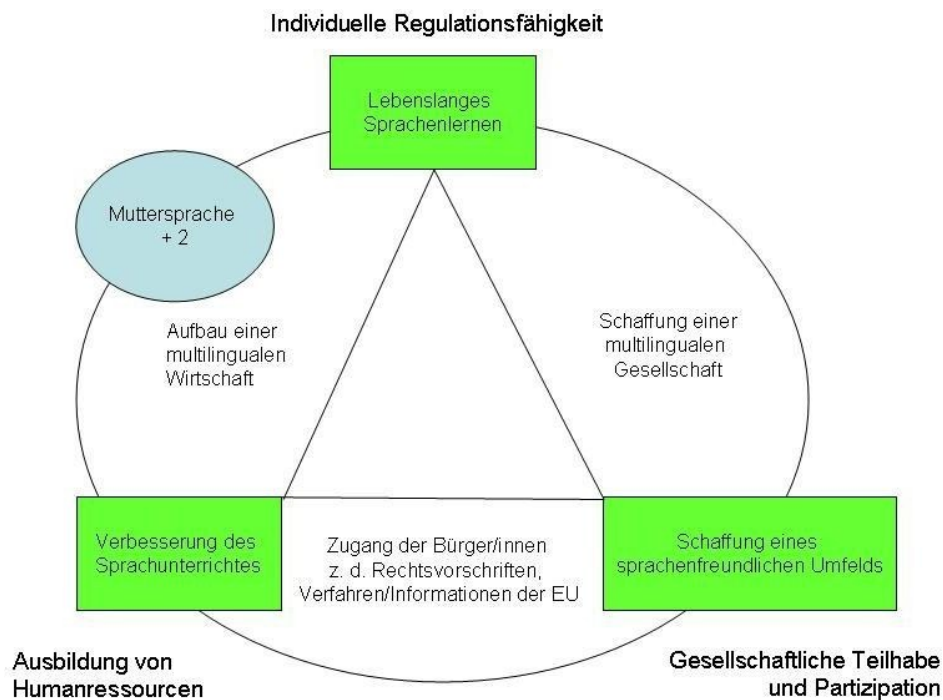 Individuelle Regulationsfähigkeit
Lebenslanges
Sprachenlernen
Muttersprache
+ 2
Aufbau einer
multilingualen
Wirtschaft
Schaffung einer
multilingualen
Gesellschaft
Verbesserung des
Sprachunterrichtes
Zugang der Bürger/innen
z. d. Rechtsvorschriften,
Verfahren/Informationen der EU
Schaffung eines
sprachenfreundlichen Umfelds
Ausbildung von
Humanressourcen
Gesellschaftliche Teilhabe
und Partizipation